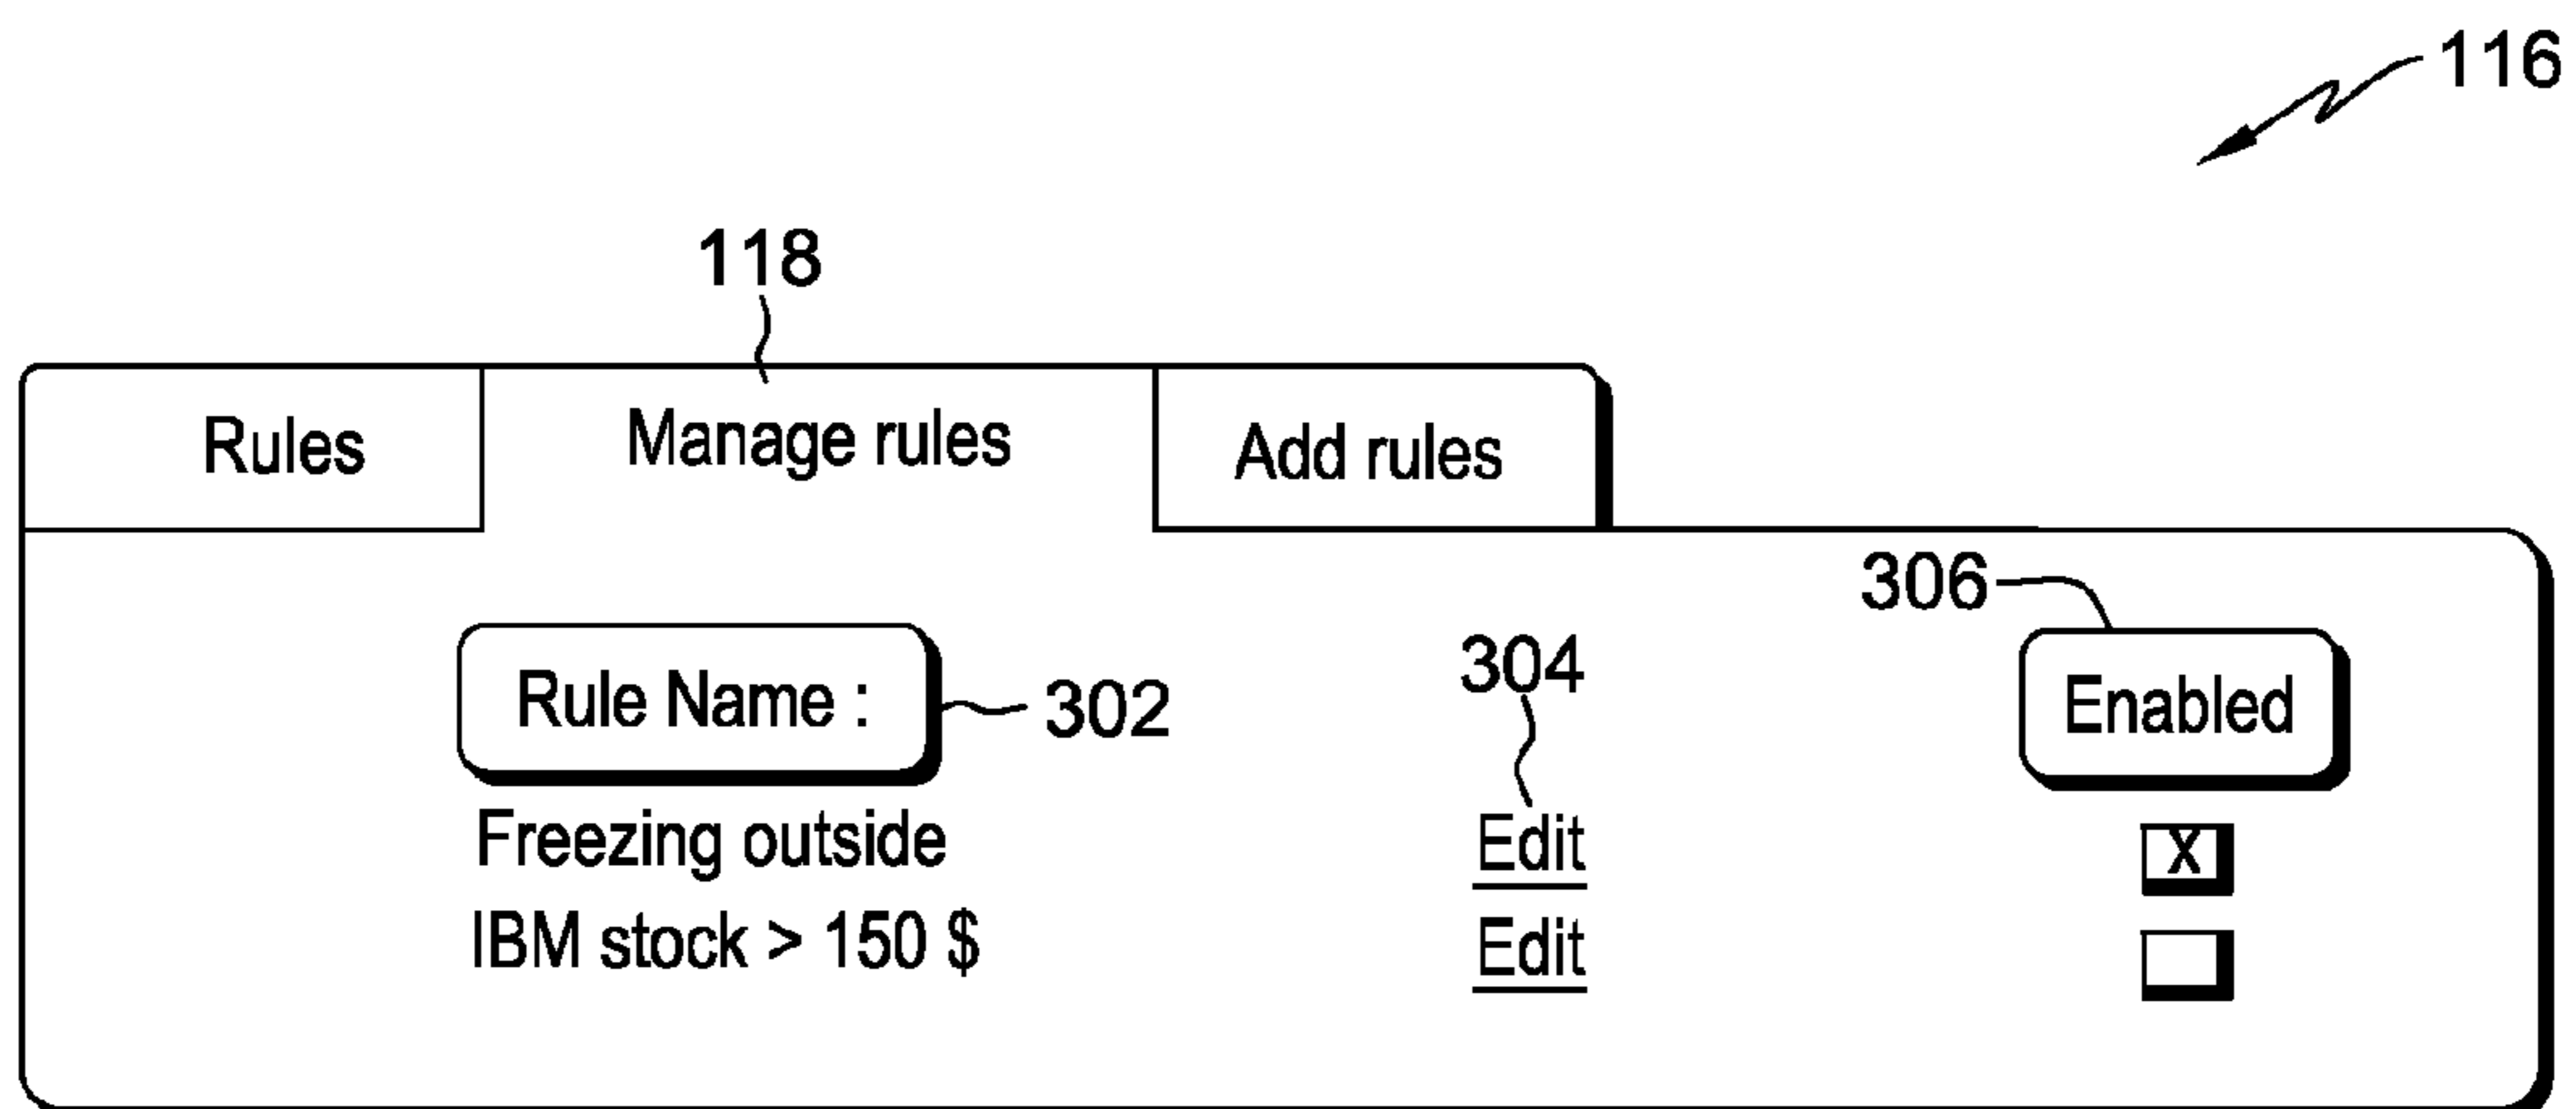 116
118
Rules Manage rules Add rules
306
304
Rule Name : 302 Enabled
Freezing outside Edit X
IBM stock > 150 $ Edit